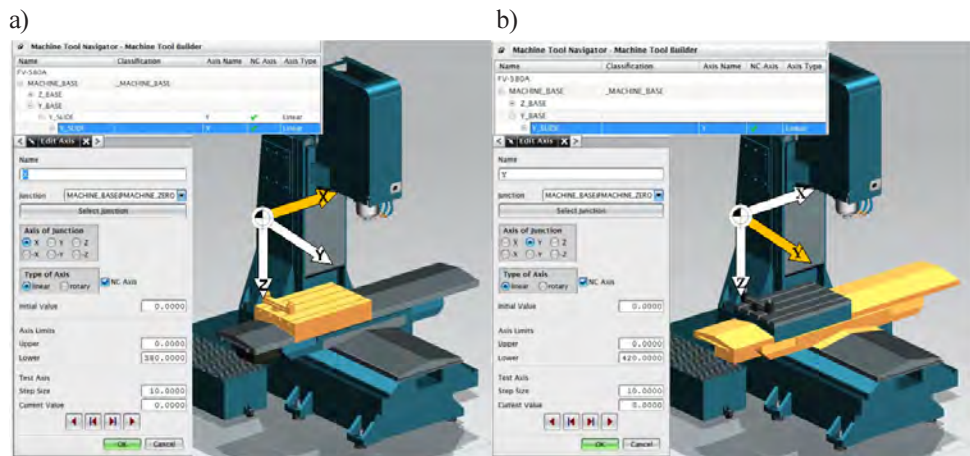 a)
Machine Tool Navigator - Machine Tool Builder
Name Classification Axis Name NC Axis Axis Type
FV-580A
MACHINE_BASE _MACHINE_BASE
Z_BASE
Y_BASE
Y_SLIDE Y Linear
Y_SLIDE Linear
Edit Axis
Name
Junction MACHINE_BASE@MACHINE_ZERO
Select Junction
Axis of Junction
X Y Z
-X -Y -Z
Type of Axis
linear rotary NC Axis
Initial Value 0.0000
Axis Limits
Upper 0.0000
Lower 380.0000
Test Axis
Step Size 10.0000
Current Value 0.0000
OK Cancel
X
Y
Z
b)
Machine Tool Navigator - Machine Tool Builder
Name Classification Axis Name NC Axis Axis Type
FV-580A
MACHINE_BASE _MACHINE_BASE
Z_BASE
Y_BASE
Y_SLIDE Y Linear
Edit Axis
Name
Y
Junction MACHINE_BASE@MACHINE_ZERO
Select Junction
Axis of Junction
X Y Z
-X -Y -Z
Type of Axis
linear rotary NC Axis
Initial Value 0.0000
Axis Limits
Upper 0.0000
Lower 420.0000
Test Axis
Step Size 10.0000
Current Value 0.0000
OK Cancel
X
Y
Z